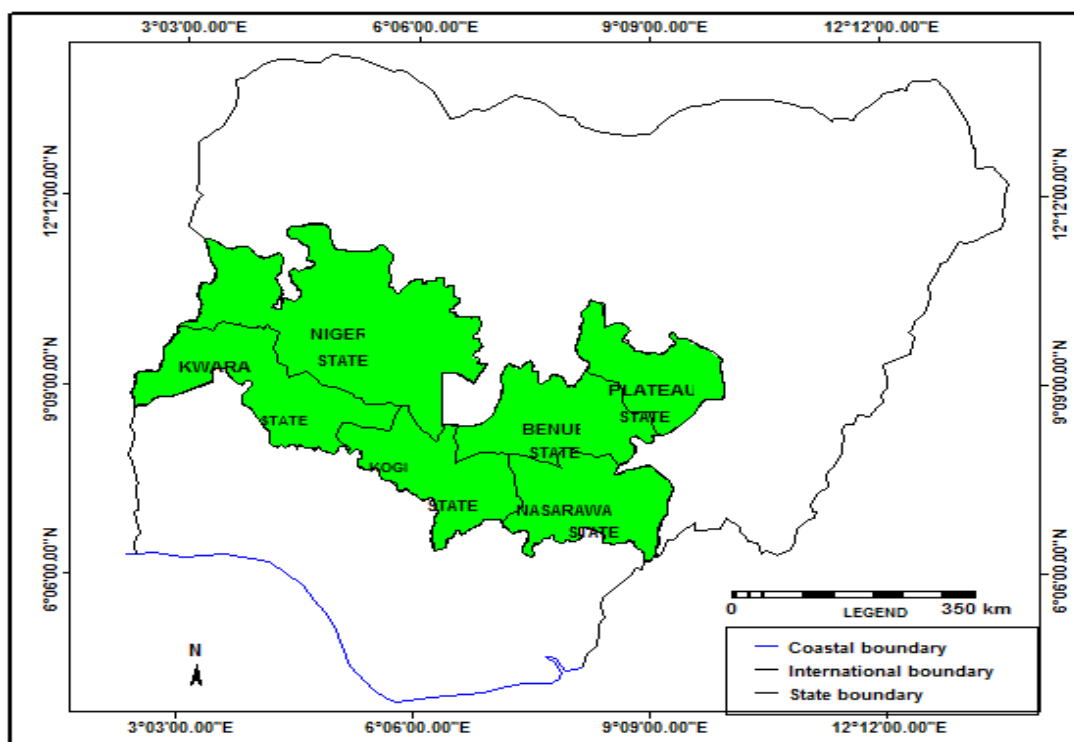 3°03'00.00"E 6°06'00.00"E 9°09'00.00"E 12°12'00.00"E
12°12'00.00"N
12°12'00.00"N
9°09'00.00"N
9°09'00.00"N
6°06'00.00"N
6°06'00.00"N
NIGER
STATE
KWARA
STATE
PLATEAU
STATE
BENUE
STATE
KOGI
STATE
NASARAWA
STATE
0 350 km
LEGEND
Coastal boundary
International boundary
State boundary
N
3°03'00.00"E 6°06'00.00"E 9°09'00.00"E 12°12'00.00"E